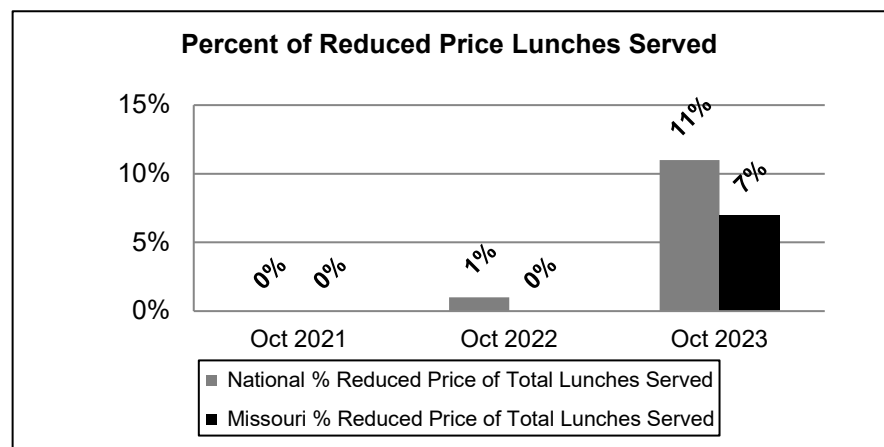 Percent of Reduced Price Lunches Served
15%
10%
5%
0%
0%
0%
1%
0%
11%
7%
Oct 2021
Oct 2022
Oct 2023
National % Reduced Price of Total Lunches Served
Missouri % Reduced Price of Total Lunches Served